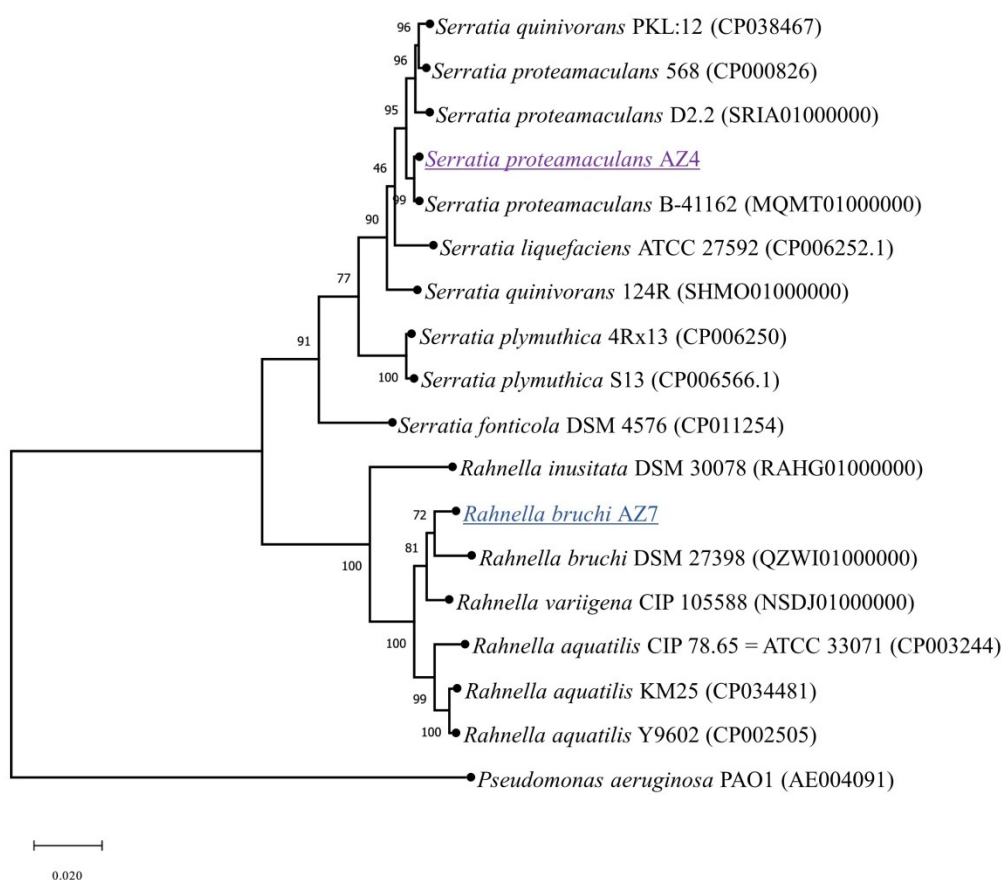 96
Serratia quinivorans PKL:12 (CP038467)
96
Serratia proteamaculans 568 (CP000826)
95
Serratia proteamaculans D2.2 (SRIA01000000)
46
Serratia proteamaculans AZ4
99
Serratia proteamaculans B-41162 (MQMT01000000)
90
Serratia liquefaciens ATCC 27592 (CP006252.1)
77
Serratia quinivorans 124R (SHMO01000000)
Serratia plymuthica 4Rx13 (CP006250)
91
100
Serratia plymuthica S13 (CP006566.1)
Serratia fonticola DSM 4576 (CP011254)
Rahnella inusitata DSM 30078 (RAHG01000000)
72
Rahnella bruchi AZ7
81
Rahnella bruchi DSM 27398 (QZWI01000000)
100
Rahnella variigena CIP 105588 (NSDJ01000000)
100
Rahnella aquatilis CIP 78.65 = ATCC 33071 (CP003244)
99
Rahnella aquatilis KM25 (CP034481)
100
Rahnella aquatilis Y9602 (CP002505)
Pseudomonas aeruginosa PAO1 (AE004091)
0.020